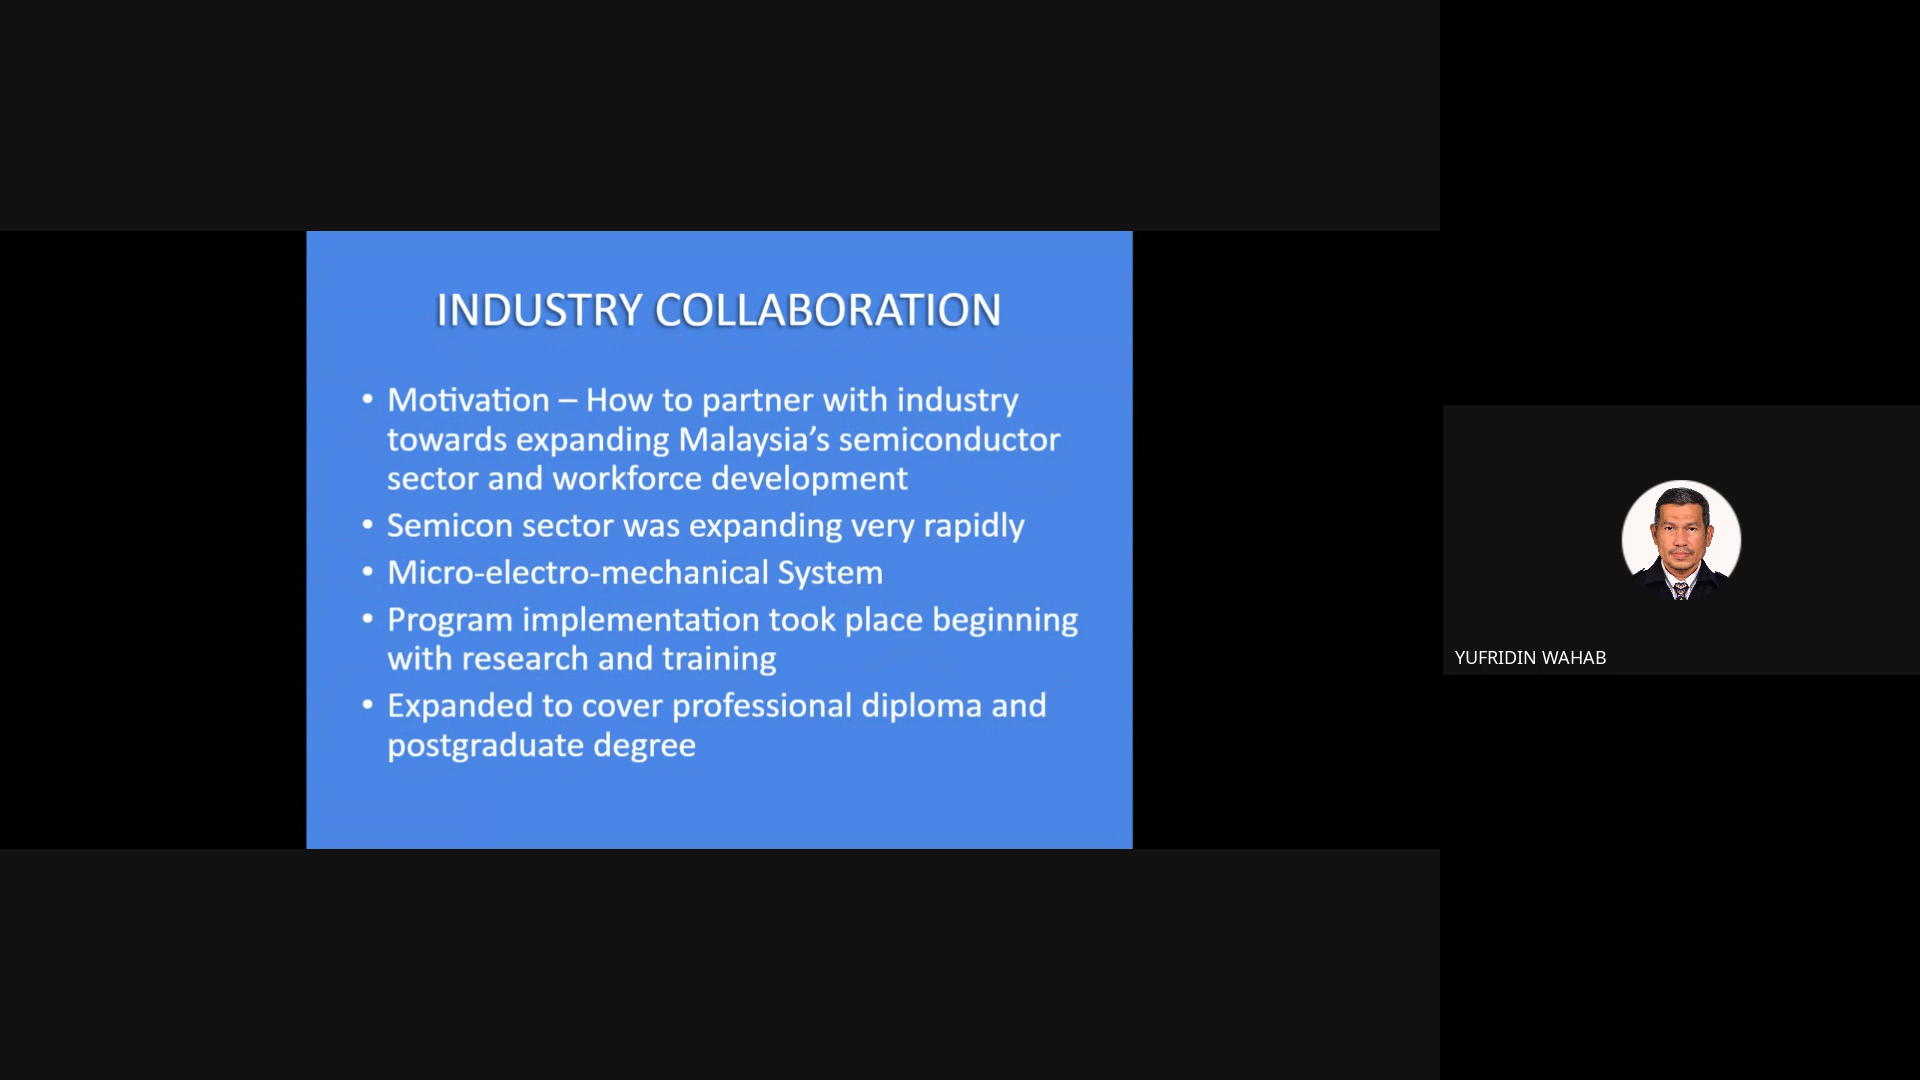 INDUSTRY COLLABORATION
• Motivation – How to partner with industry
towards expanding Malaysia’s semiconductor
sector and workforce development
• Semicon sector was expanding very rapidly
• Micro-electro-mechanical System
• Program implementation took place beginning
with research and training
• Expanded to cover professional diploma and
postgraduate degree
YUFRIDIN WAHAB